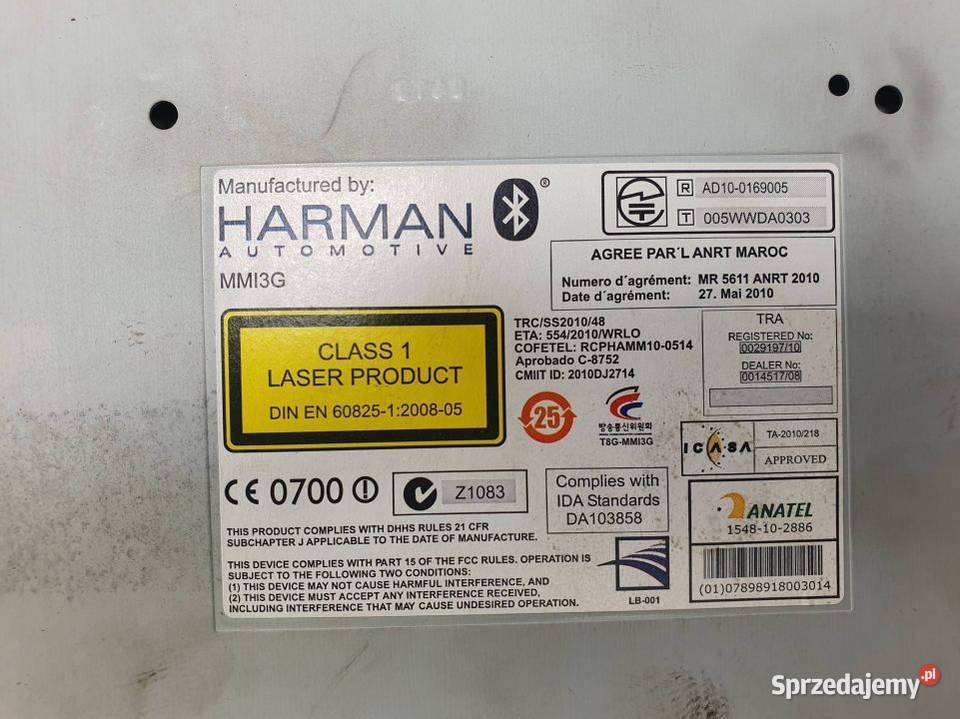 Manufactured by:
HARMAN
AUTOMOTIVE
MMI3G
®
R AD10-0169005
T 005WWDA0303
AGREE PAR´L ANRT MAROC
Numero d´agrément: MR 5611 ANRT 2010
Date d´agrément: 27. Mai 2010
CLASS 1
LASER PRODUCT
DIN EN 60825-1:2008-05
TRC/SS2010/48
ETA: 554/2010/WRLO
COFETEL: RCPHAMM10-0514
Aprobado C-8752
CMIIT ID: 2010DJ2714
TRA
REGISTERED No:
0029197/10
DEALER No:
0014517/08
25
방송통신위원회
T8G-MMI3G
ICASA
TA-2010/218
APPROVED
CE 0700
Z1083
Complies with
IDA Standards
DA103858
ANATEL
1548-10-2886
(01)07898918003014
THIS PRODUCT COMPLIES WITH DHHS RULES 21 CFR
SUBCHAPTER J APPLICABLE TO THE DATE OF MANUFACTURE.
THIS DEVICE COMPLIES WITH PART 15 OF THE FCC RULES. OPERATION IS
SUBJECT TO THE FOLLOWING TWO CONDITIONS:
(1) THIS DEVICE MAY NOT CAUSE HARMFUL INTERFERENCE, AND
(2) THIS DEVICE MUST ACCEPT ANY INTERFERENCE RECEIVED,
INCLUDING INTERFERENCE THAT MAY CAUSE UNDESIRED OPERATION.
LB-001
Sprzedajemy.pl